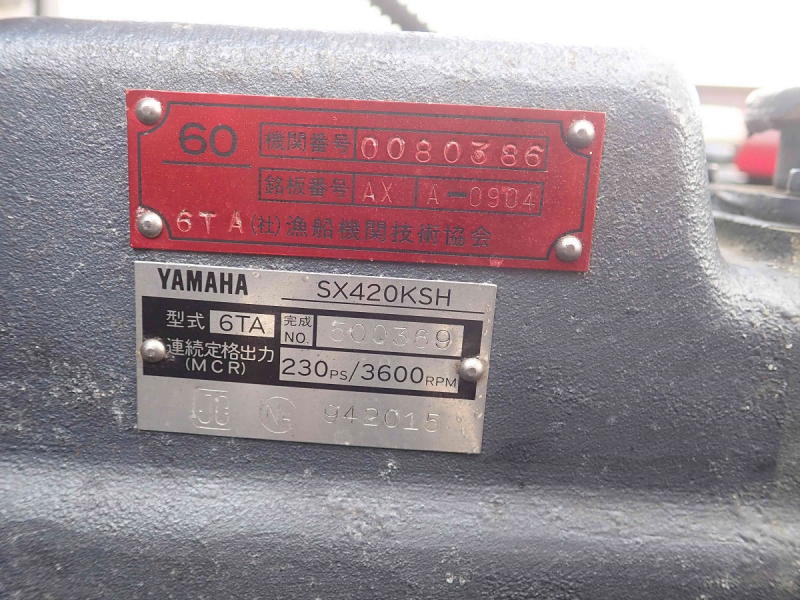 60 機関番号 0080386
銘板番号 AX A-0904
6TA (社)漁船機関技術協会
YAMAHA SX420KSH
型式 6TA 完成NO. 500369
連続定格出力(MCR) 230PS/3600RPM
942015